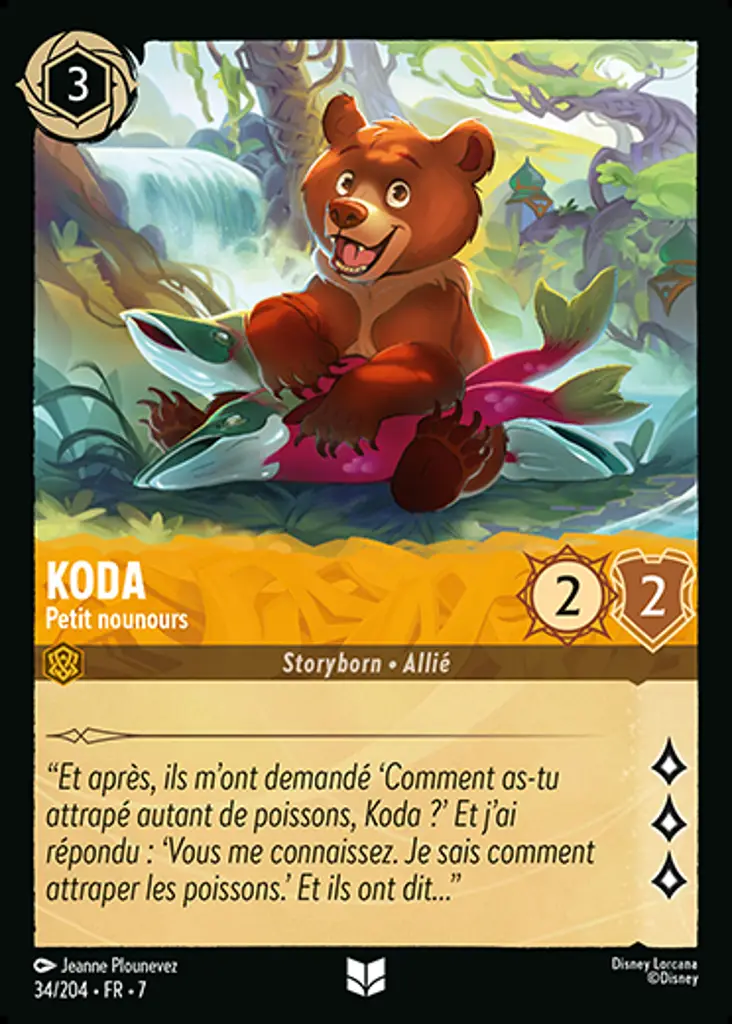 3
KODA
Petit nounours
2
2
Storyborn • Allié
“Et après, ils m’ont demandé ‘Comment as-tu
attrapé autant de poissons, Koda ?’ Et j’ai
répondu : ‘Vous me connaissez. Je sais comment
attraper les poissons.’ Et ils ont dit...”
Jeanne Plounevez
34/204 • FR • 7
Disney Lorcana
©Disney